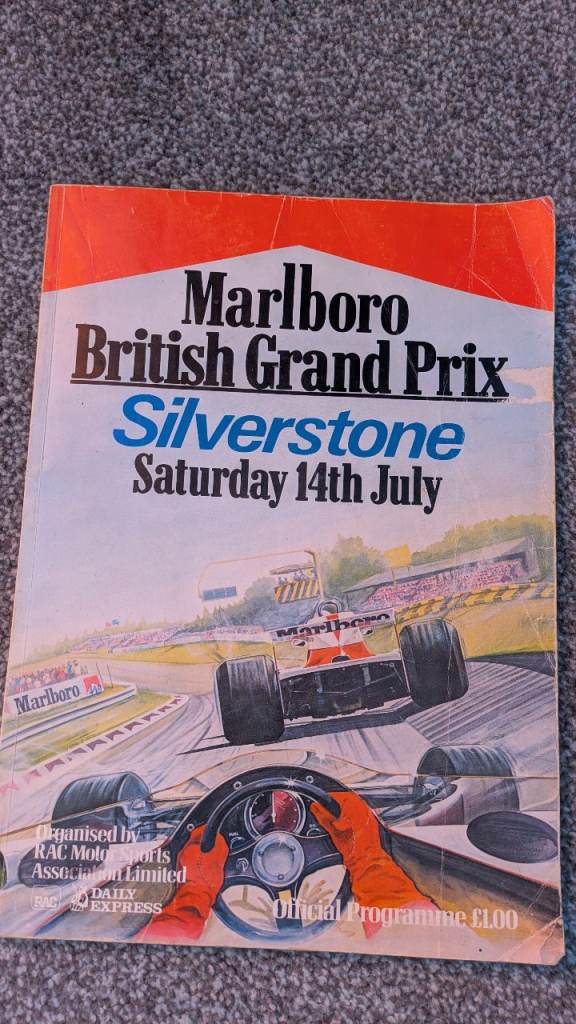 Marlboro
British Grand Prix
Silverstone
Saturday 14th July
Marlboro
Marlboro
Organised by
RAC Motor Sports
Association Limited
RAC DAILY
EXPRESS
Official Programme £1.00